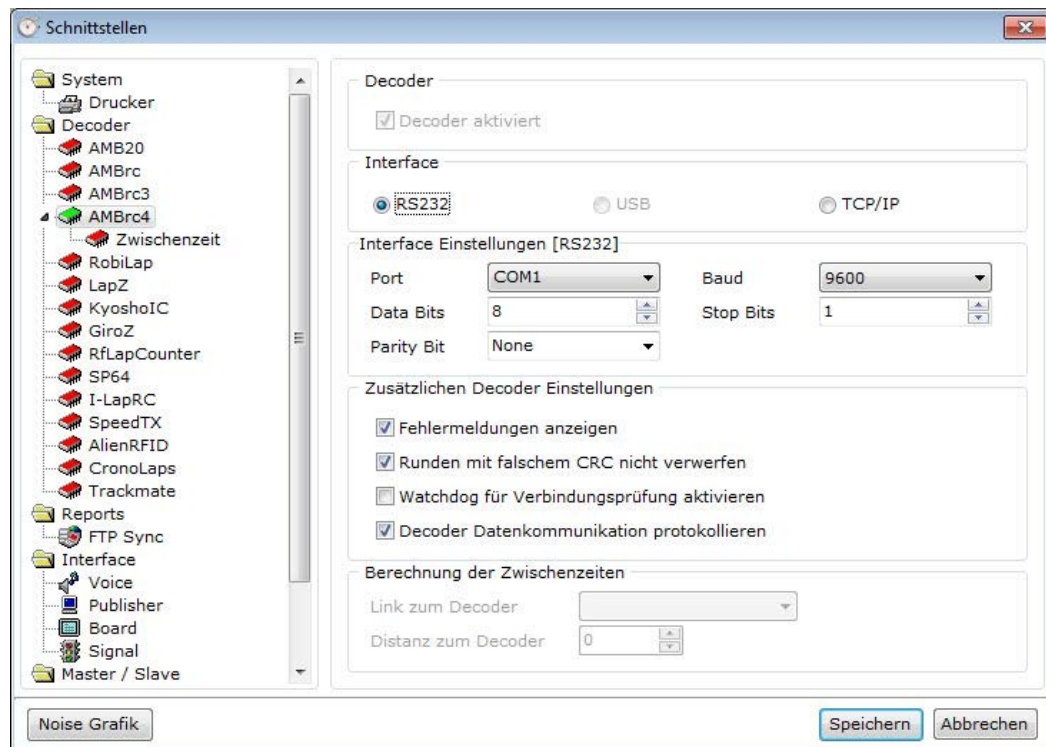 Schnittstellen
System
Drucker
Decoder
AMB20
AMBrc
AMBrc3
AMBrc4
Zwischenzeit
RobiLap
LapZ
KyoshoIC
GiroZ
RfLapCounter
SP64
I-LapRC
SpeedTX
AlienRFID
CronoLaps
Trackmate
Reports
FTP Sync
Interface
Voice
Publisher
Board
Signal
Master / Slave
Decoder
Decoder aktiviert
Interface
RS232 USB TCP/IP
Interface Einstellungen [RS232]
Port COM1 Baud 9600
Data Bits 8 Stop Bits 1
Parity Bit None
Zusätzlichen Decoder Einstellungen
Fehlermeldungen anzeigen
Runden mit falschem CRC nicht verwerfen
Watchdog für Verbindungsprüfung aktivieren
Decoder Datenkommunikation protokollieren
Berechnung der Zwischenzeiten
Link zum Decoder
Distanz zum Decoder 0
Noise Grafik Speichern Abbrechen